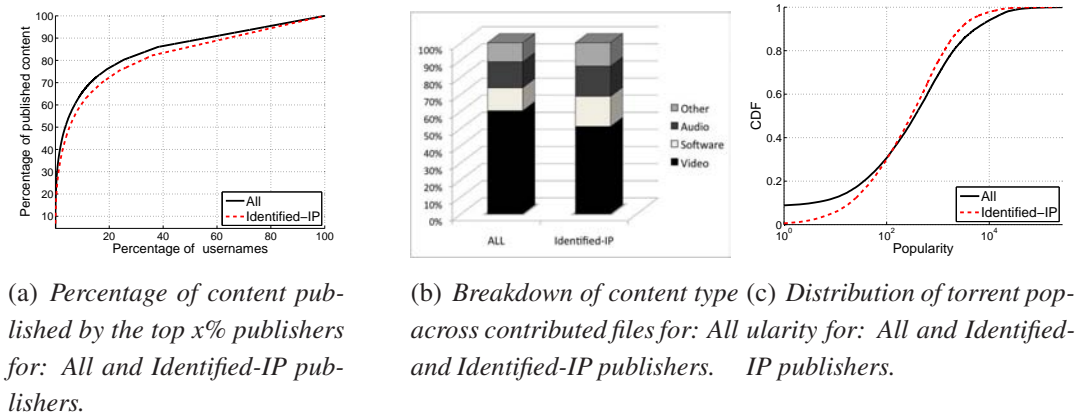 100
90
80
70
60
50
40
30
20
10
Percentage of published content
20 40 60 80 100
Percentage of usernames
All
Identified-IP
100%
90%
80%
70%
60%
50%
40%
30%
20%
10%
0%
ALL Identified-IP
Other
Audio
Software
Video
1
0.8
0.6
0.4
0.2
0
CDF
10^0 10^2 10^4
Popularity
All
Identified-IP
(a) Percentage of content pub-
lished by the top x% publishers
for: All and Identified-IP pub-
lishers.
(b) Breakdown of content type
across contributed files for: All
and Identified-IP publishers.
(c) Distribution of torrent pop-
ularity for: All and Identified-
IP publishers.